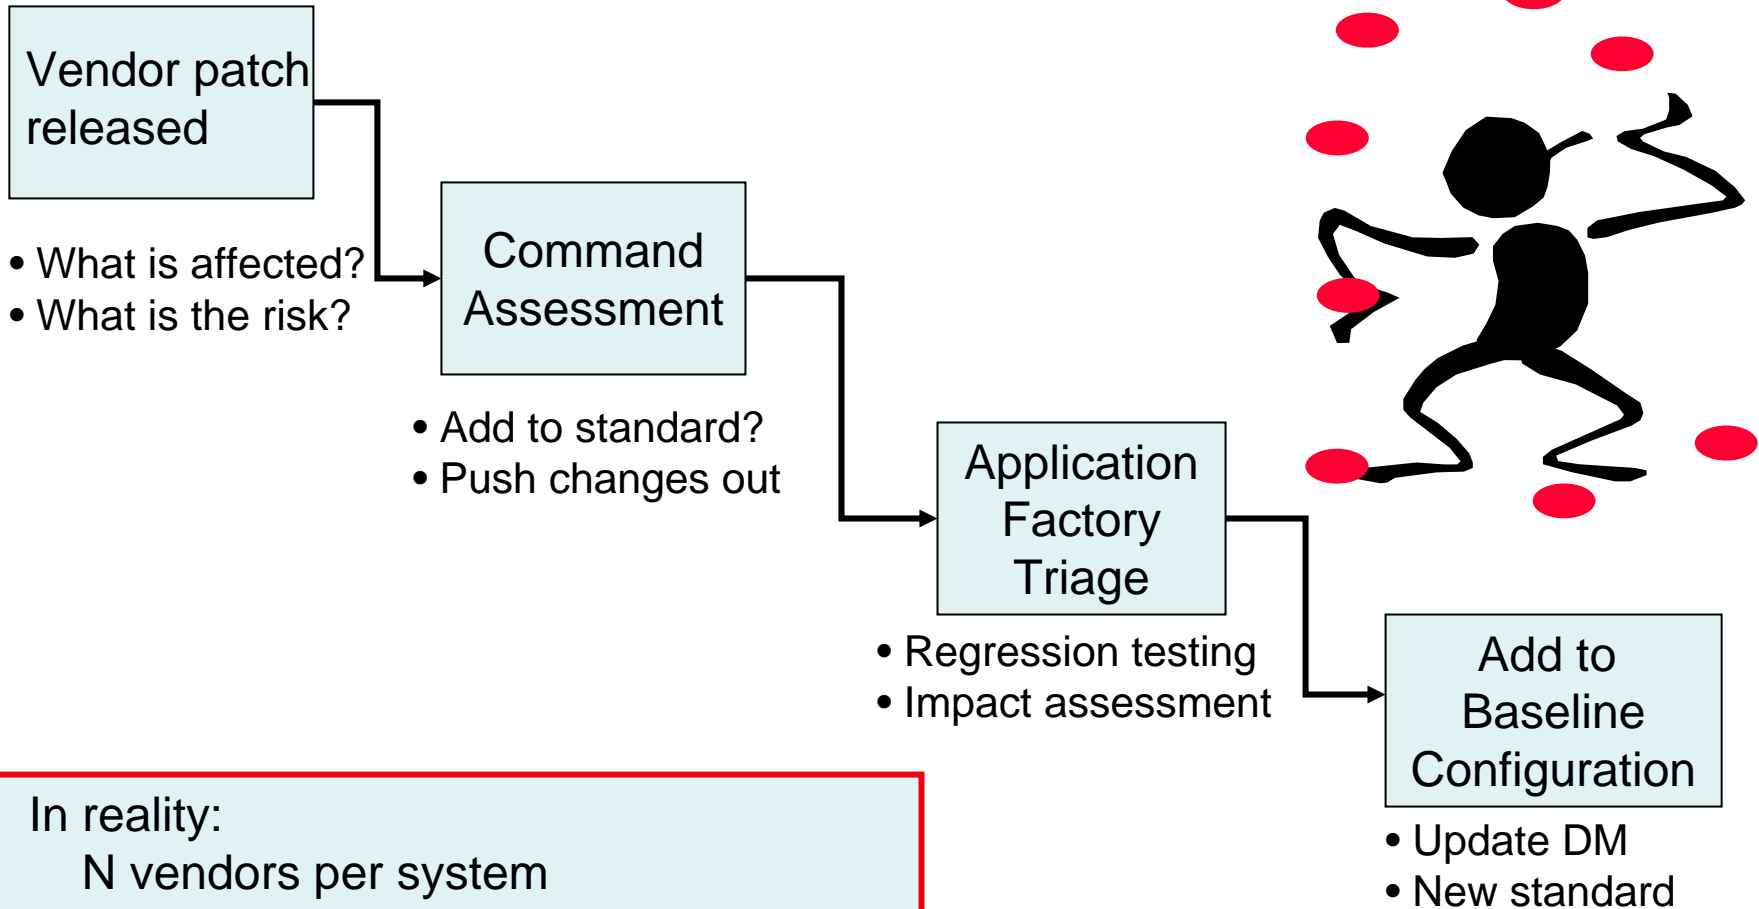 Vendor patch
released
• What is affected?
• What is the risk?
Command
Assessment
• Add to standard?
• Push changes out
Application
Factory
Triage
• Regression testing
• Impact assessment
Add to
Baseline
Configuration
• Update DM
• New standard
In reality:
N vendors per system